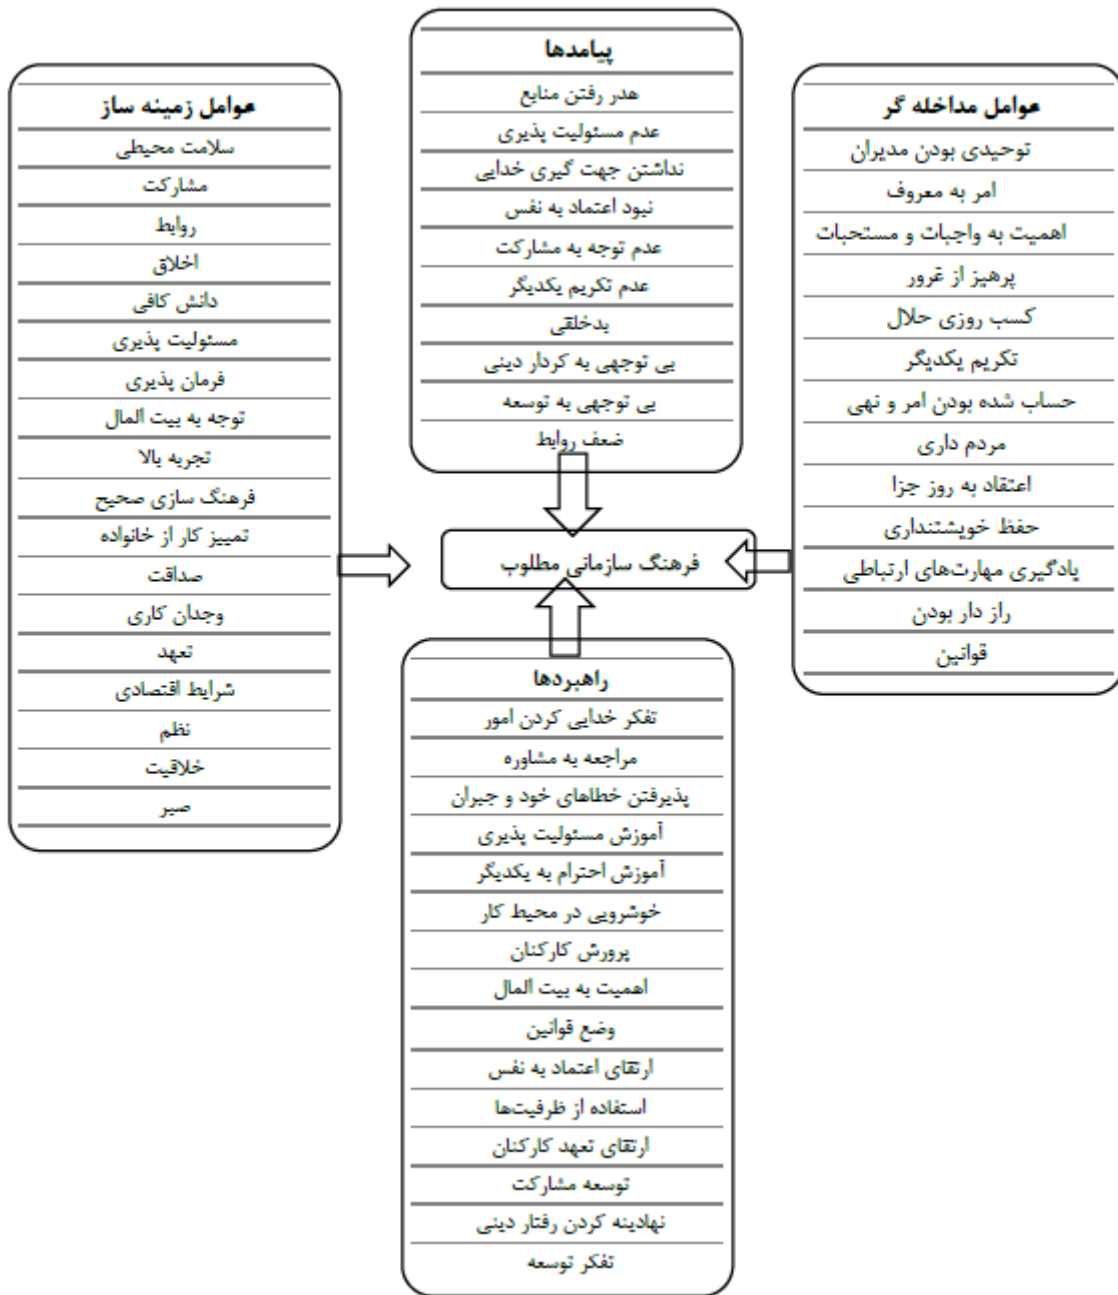 پیامدها
هدر رفتن منابع
عدم مسئولیت پذیری
نداشتن جهت گیری خدایی
نبود اعتماد به نفس
عدم توجه به مشارکت
عدم تکریم یکدیگر
بدخلقی
بی توجهی به کردار دینی
بی توجهی به توسعه
ضعف روابط
عوامل مداخله گر
توحیدی بودن مدیران
امر به معروف
اهمیت به واجبات و مستحبات
پرهیز از غرور
کسب روزی حلال
تکریم یکدیگر
حساب شده بودن امر و نهی
مردم داری
اعتقاد به روز جزا
حفظ خویشتنداری
یادگیری مهارت‌های ارتباطی
راز دار بودن
قوانین
عوامل زمینه ساز
سلامت محیطی
مشارکت
روابط
اخلاق
دانش کافی
مسئولیت پذیری
فرمان پذیری
توجه به بیت المال
تجربه بالا
فرهنگ سازی صحیح
تمییز کار از خانواده
صداقت
وجدان کاری
تعهد
شرایط اقتصادی
نظم
خلاقیت
صبر
فرهنگ سازمانی مطلوب
راهبردها
تفکر خدایی کردن امور
مراجعه به مشاوره
پذیرفتن خطاهای خود و جبران
آموزش مسئولیت پذیری
آموزش احترام به یکدیگر
خوشرویی در محیط کار
پرورش کارکنان
اهمیت به بیت المال
وضع قوانین
ارتقای اعتماد به نفس
استفاده از ظرفیت‌ها
ارتقای تعهد کارکنان
توسعه مشارکت
نهادینه کردن رفتار دینی
تفکر توسعه